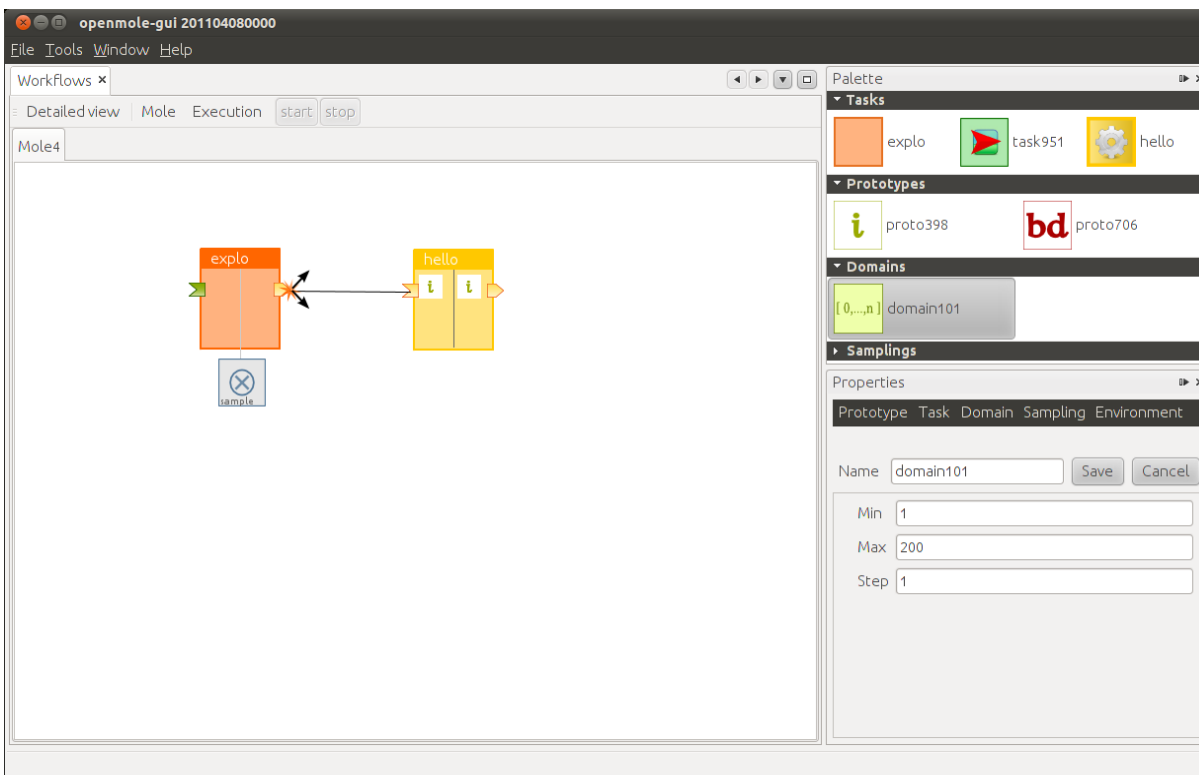 openmole-gui 201104080000
File Tools Window Help
Workflows
Detailed view Mole Execution start stop
Mole4
explo
sample
hello
i i
Palette
Tasks
explo task951 hello
Prototypes
i proto398 bd proto706
Domains
[ 0,...,n ] domain101
Samplings
Properties
Prototype Task Domain Sampling Environment
Name domain101 Save Cancel
Min 1
Max 200
Step 1